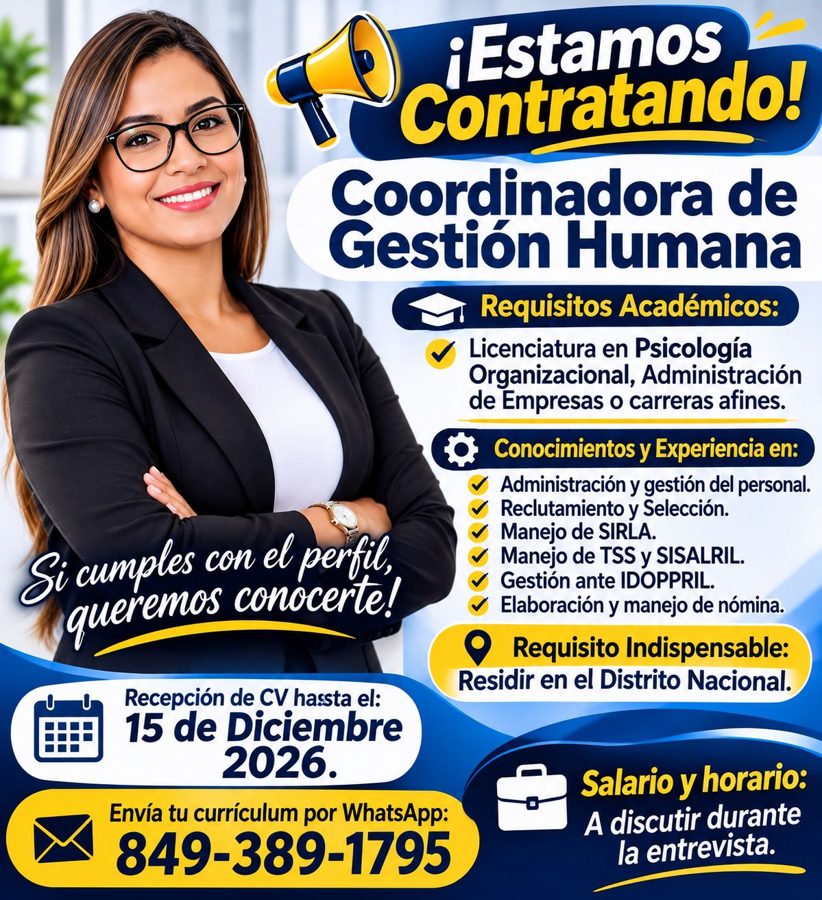 ¡Estamos
Contratando!
Coordinadora de
Gestión Humana
Requisitos Académicos:
Licenciatura en Psicología
Organizacional, Administración
de Empresas o carreras afines.
Conocimientos y Experiencia en:
Administración y gestión del personal.
Reclutamiento y Selección.
Manejo de SIRLA.
Manejo de TSS y SISALRIL.
Gestión ante IDOPPRIL.
Elaboración y manejo de nómina.
Si cumples con el perfil,
queremos conocerte!
Requisito Indispensable:
Residir en el Distrito Nacional.
Recepción de CV hasta el:
15 de Diciembre
2026.
Envía tu currículum por WhatsApp:
849-389-1795
Salario y horario:
A discutir durante
la entrevista.